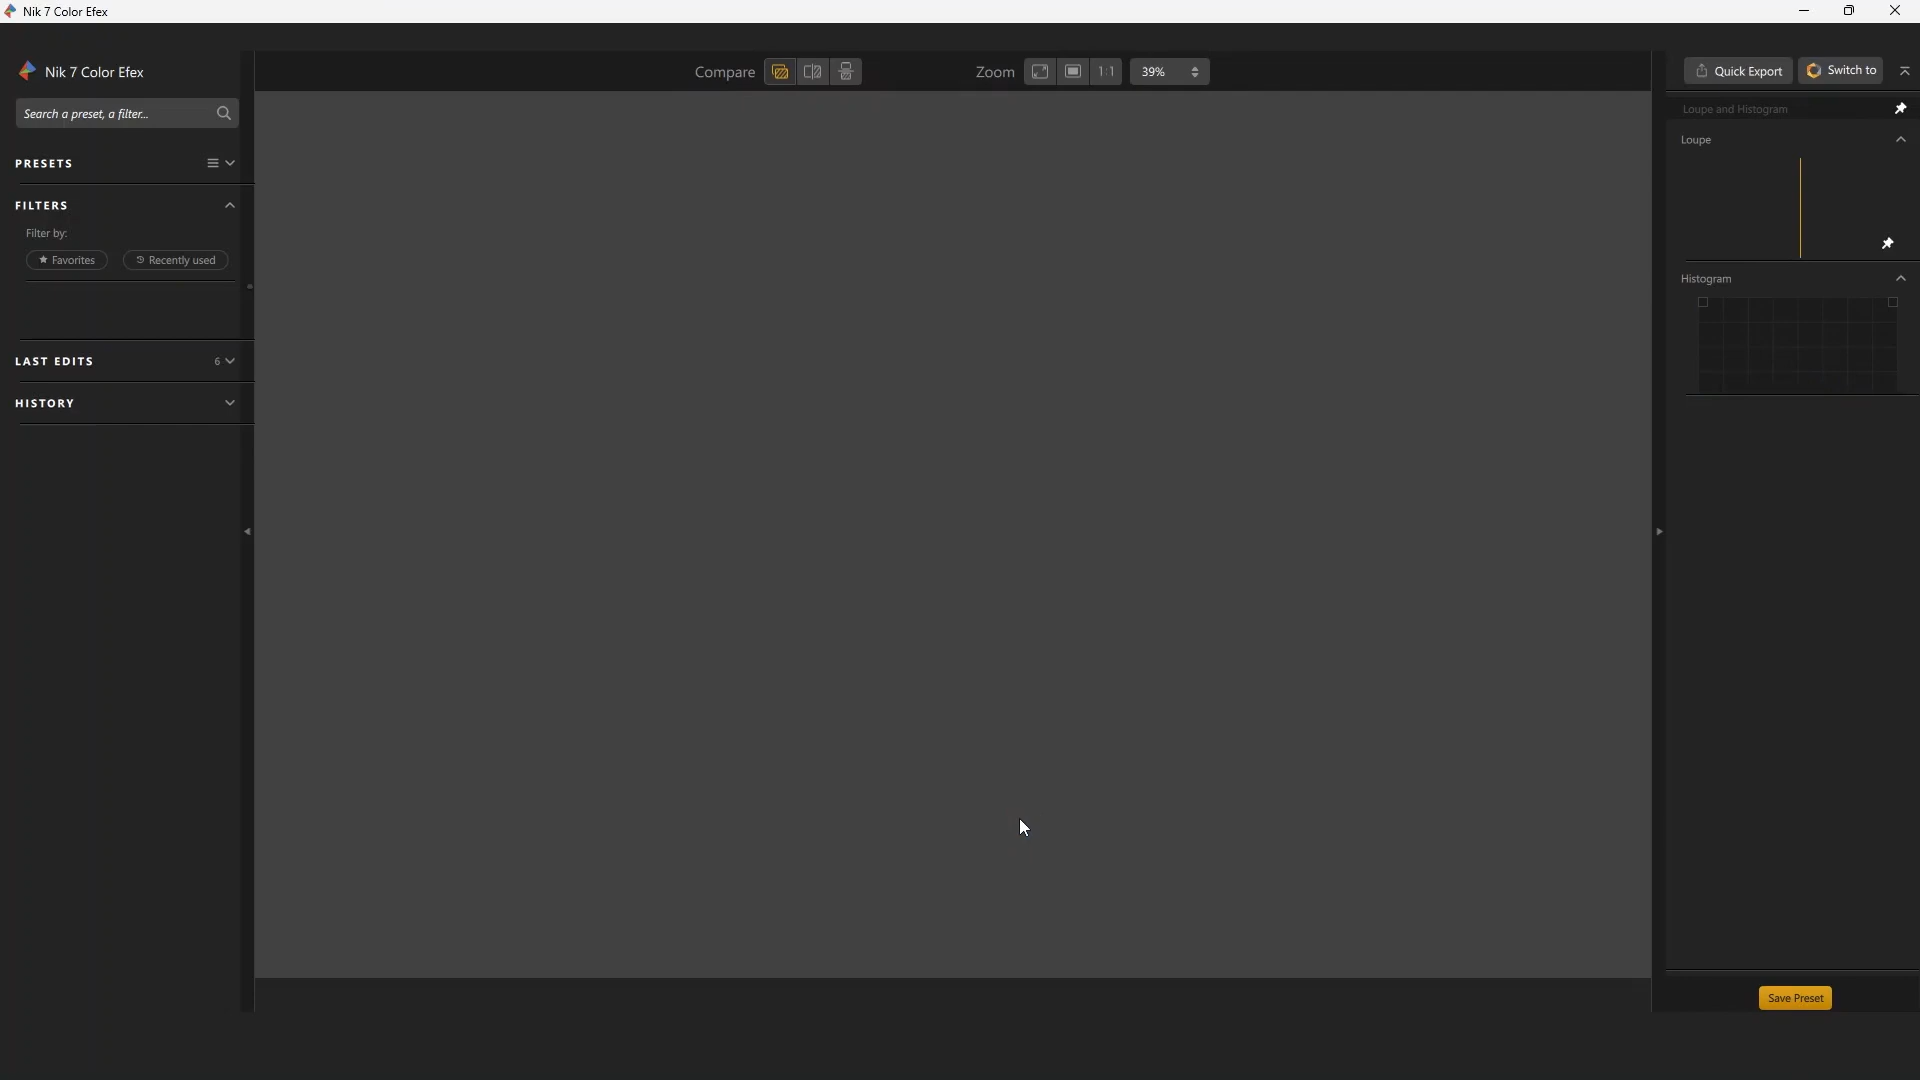 Nik 7 Color Efex
Nik 7 Color Efex
Compare
Zoom
1:1
39%
Quick Export
Switch to
Search a preset, a filter...
Loupe and Histogram
Loupe
PRESETS
FILTERS
Filter by:
Favorites
Recently used
Histogram
LAST EDITS
6
HISTORY
Save Preset